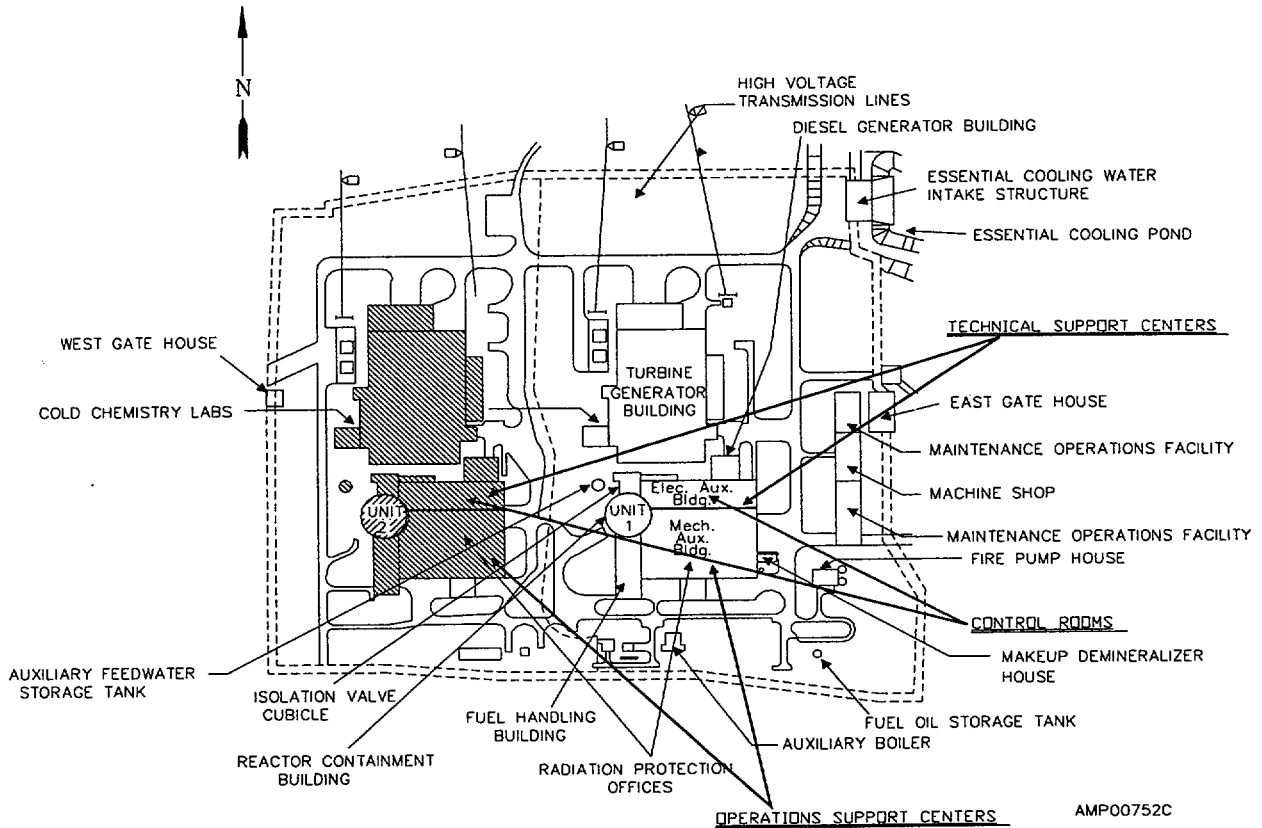 N
HIGH VOLTAGE
TRANSMISSION LINES
DIESEL GENERATOR BUILDING
ESSENTIAL COOLING WATER
INTAKE STRUCTURE
ESSENTIAL COOLING POND
TECHNICAL SUPPORT CENTERS
WEST GATE HOUSE
COLD CHEMISTRY LABS
TURBINE
GENERATOR
BUILDING
EAST GATE HOUSE
MAINTENANCE OPERATIONS FACILITY
MACHINE SHOP
MAINTENANCE OPERATIONS FACILITY
FIRE PUMP HOUSE
Elec. Aux.
Bldg.
UNIT
2
UNIT
1
Mech.
Aux.
Bldg.
CONTROL ROOMS
MAKEUP DEMINERALIZER
HOUSE
AUXILIARY FEEDWATER
STORAGE TANK
ISOLATION VALVE
CUBICLE
FUEL HANDLING
BUILDING
FUEL OIL STORAGE TANK
AUXILIARY BOILER
REACTOR CONTAINMENT
BUILDING
RADIATION PROTECTION
OFFICES
OPERATIONS SUPPORT CENTERS
AMP00752C